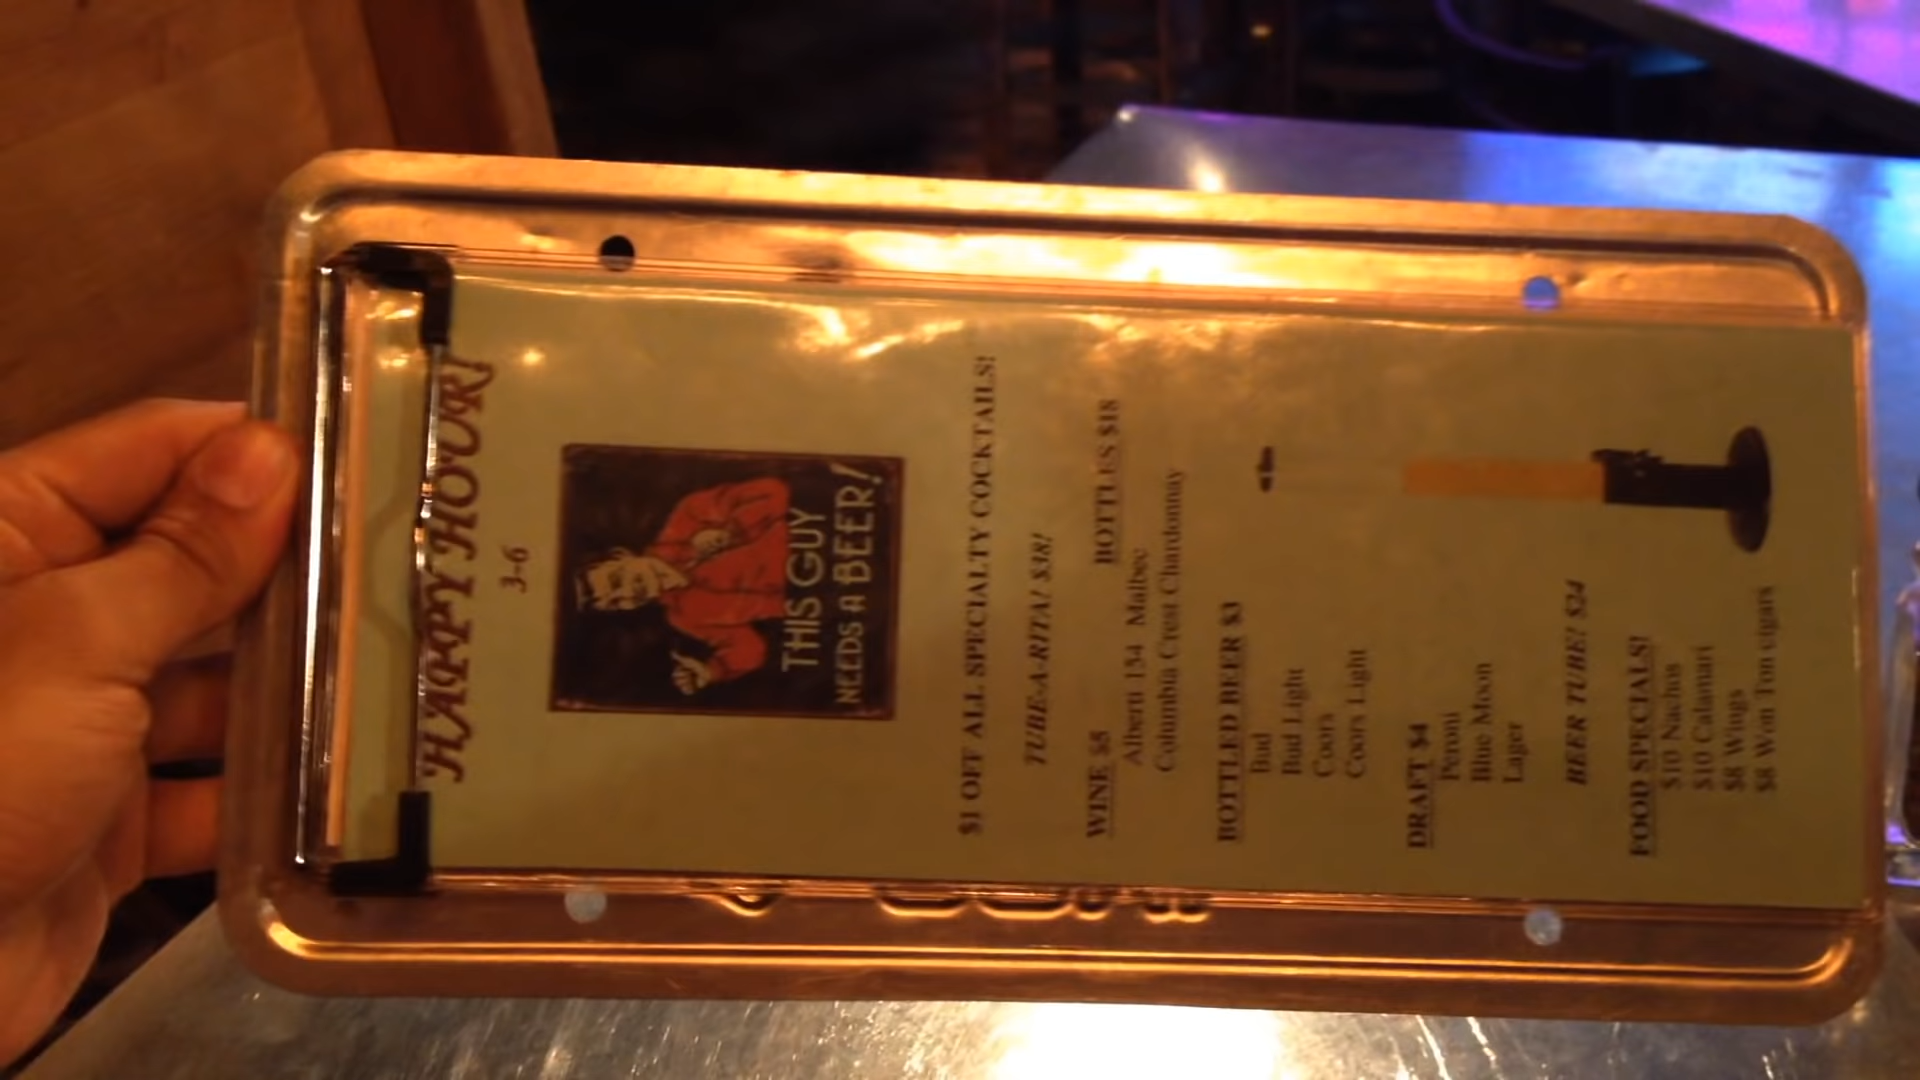 HAPPY HOUR!
3-6
THIS GUY
NEEDS A BEER!
$1 OFF ALL SPECIALTY COCKTAILS!
TUBE-A-RITA! $38!
WINE $5 BOTTLES $18
Alberti 154 Malbec
Columbia Crest Chardonnay
BOTTLED BEER $3
Bud
Bud Light
Coors
Coors Light
DRAFT $4
Peroni
Blue Moon
Lager
BEER TUBE! $24
FOOD SPECIALS!
$10 Nachos
$10 Calamari
$8 Wings
$8 Won Ton cigars